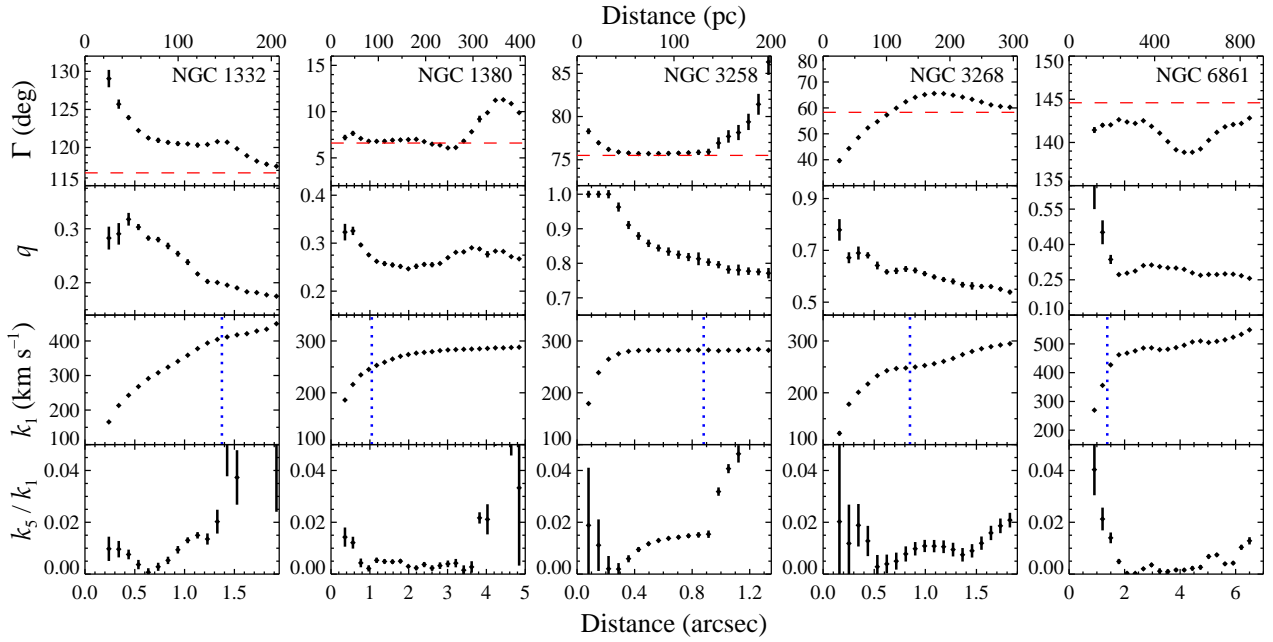 Distance (pc)
0 100 200 0 100 200 300 400 0 50 100 150 200 0 50 100 150 200 250 300 0 400 800
NGC 1332 NGC 1380 NGC 3258 NGC 3268 NGC 6861
Γ (deg)
130 125 120 115
15 10 5
85 80 75
80 70 60 50 40
150 145 140 135
q
0.3 0.2
0.4 0.3 0.2
1.0 0.9 0.8 0.7
0.9 0.7 0.5
0.55 0.40 0.25 0.10
k₁ (km s⁻¹)
400 300 200 100
300 200 100
300 200 100
300 200 100
500 400 300 200
k₅ / k₁
0.04 0.02 0.00
0.04 0.02 0.00
0.04 0.02 0.00
0.04 0.02 0.00
0.04 0.02 0.00
0.0 0.5 1.0 1.5 0 1 2 3 4 5 0.0 0.4 0.8 1.2 0.0 0.5 1.0 1.5 0 2 4 6
Distance (arcsec)